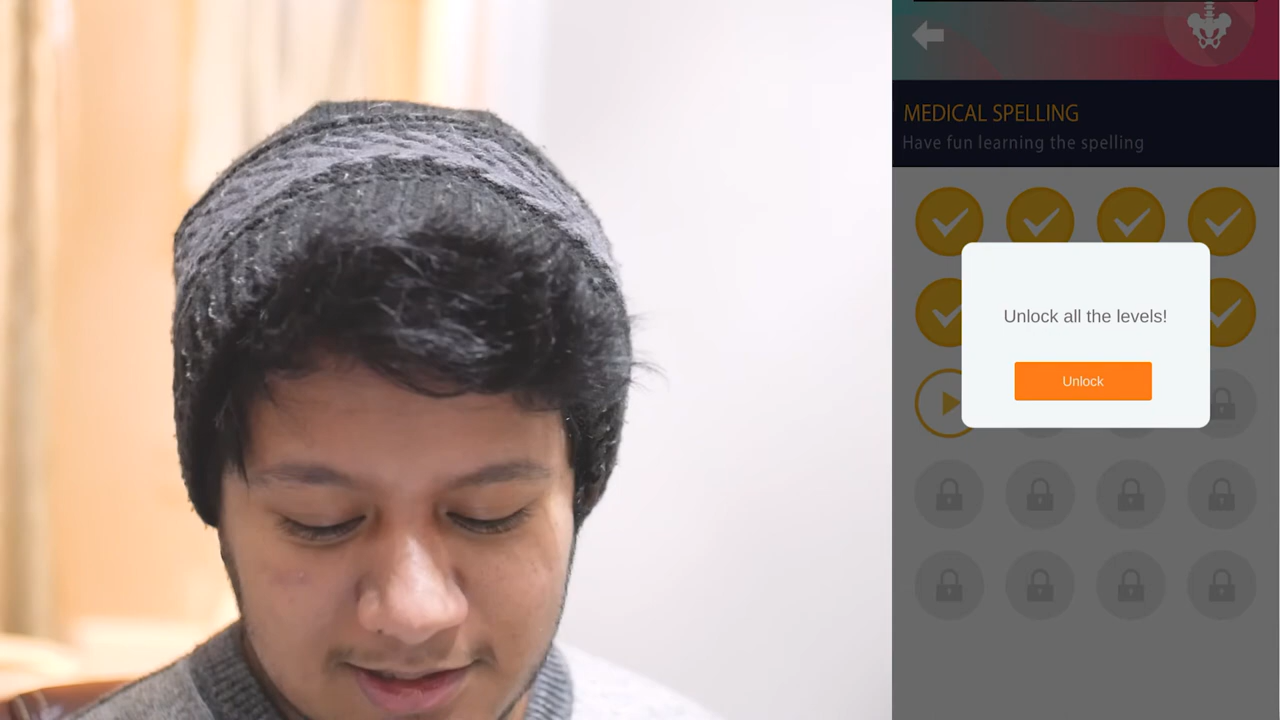 MEDICAL SPELLING
Have fun learning the spelling
Unlock all the levels!
Unlock